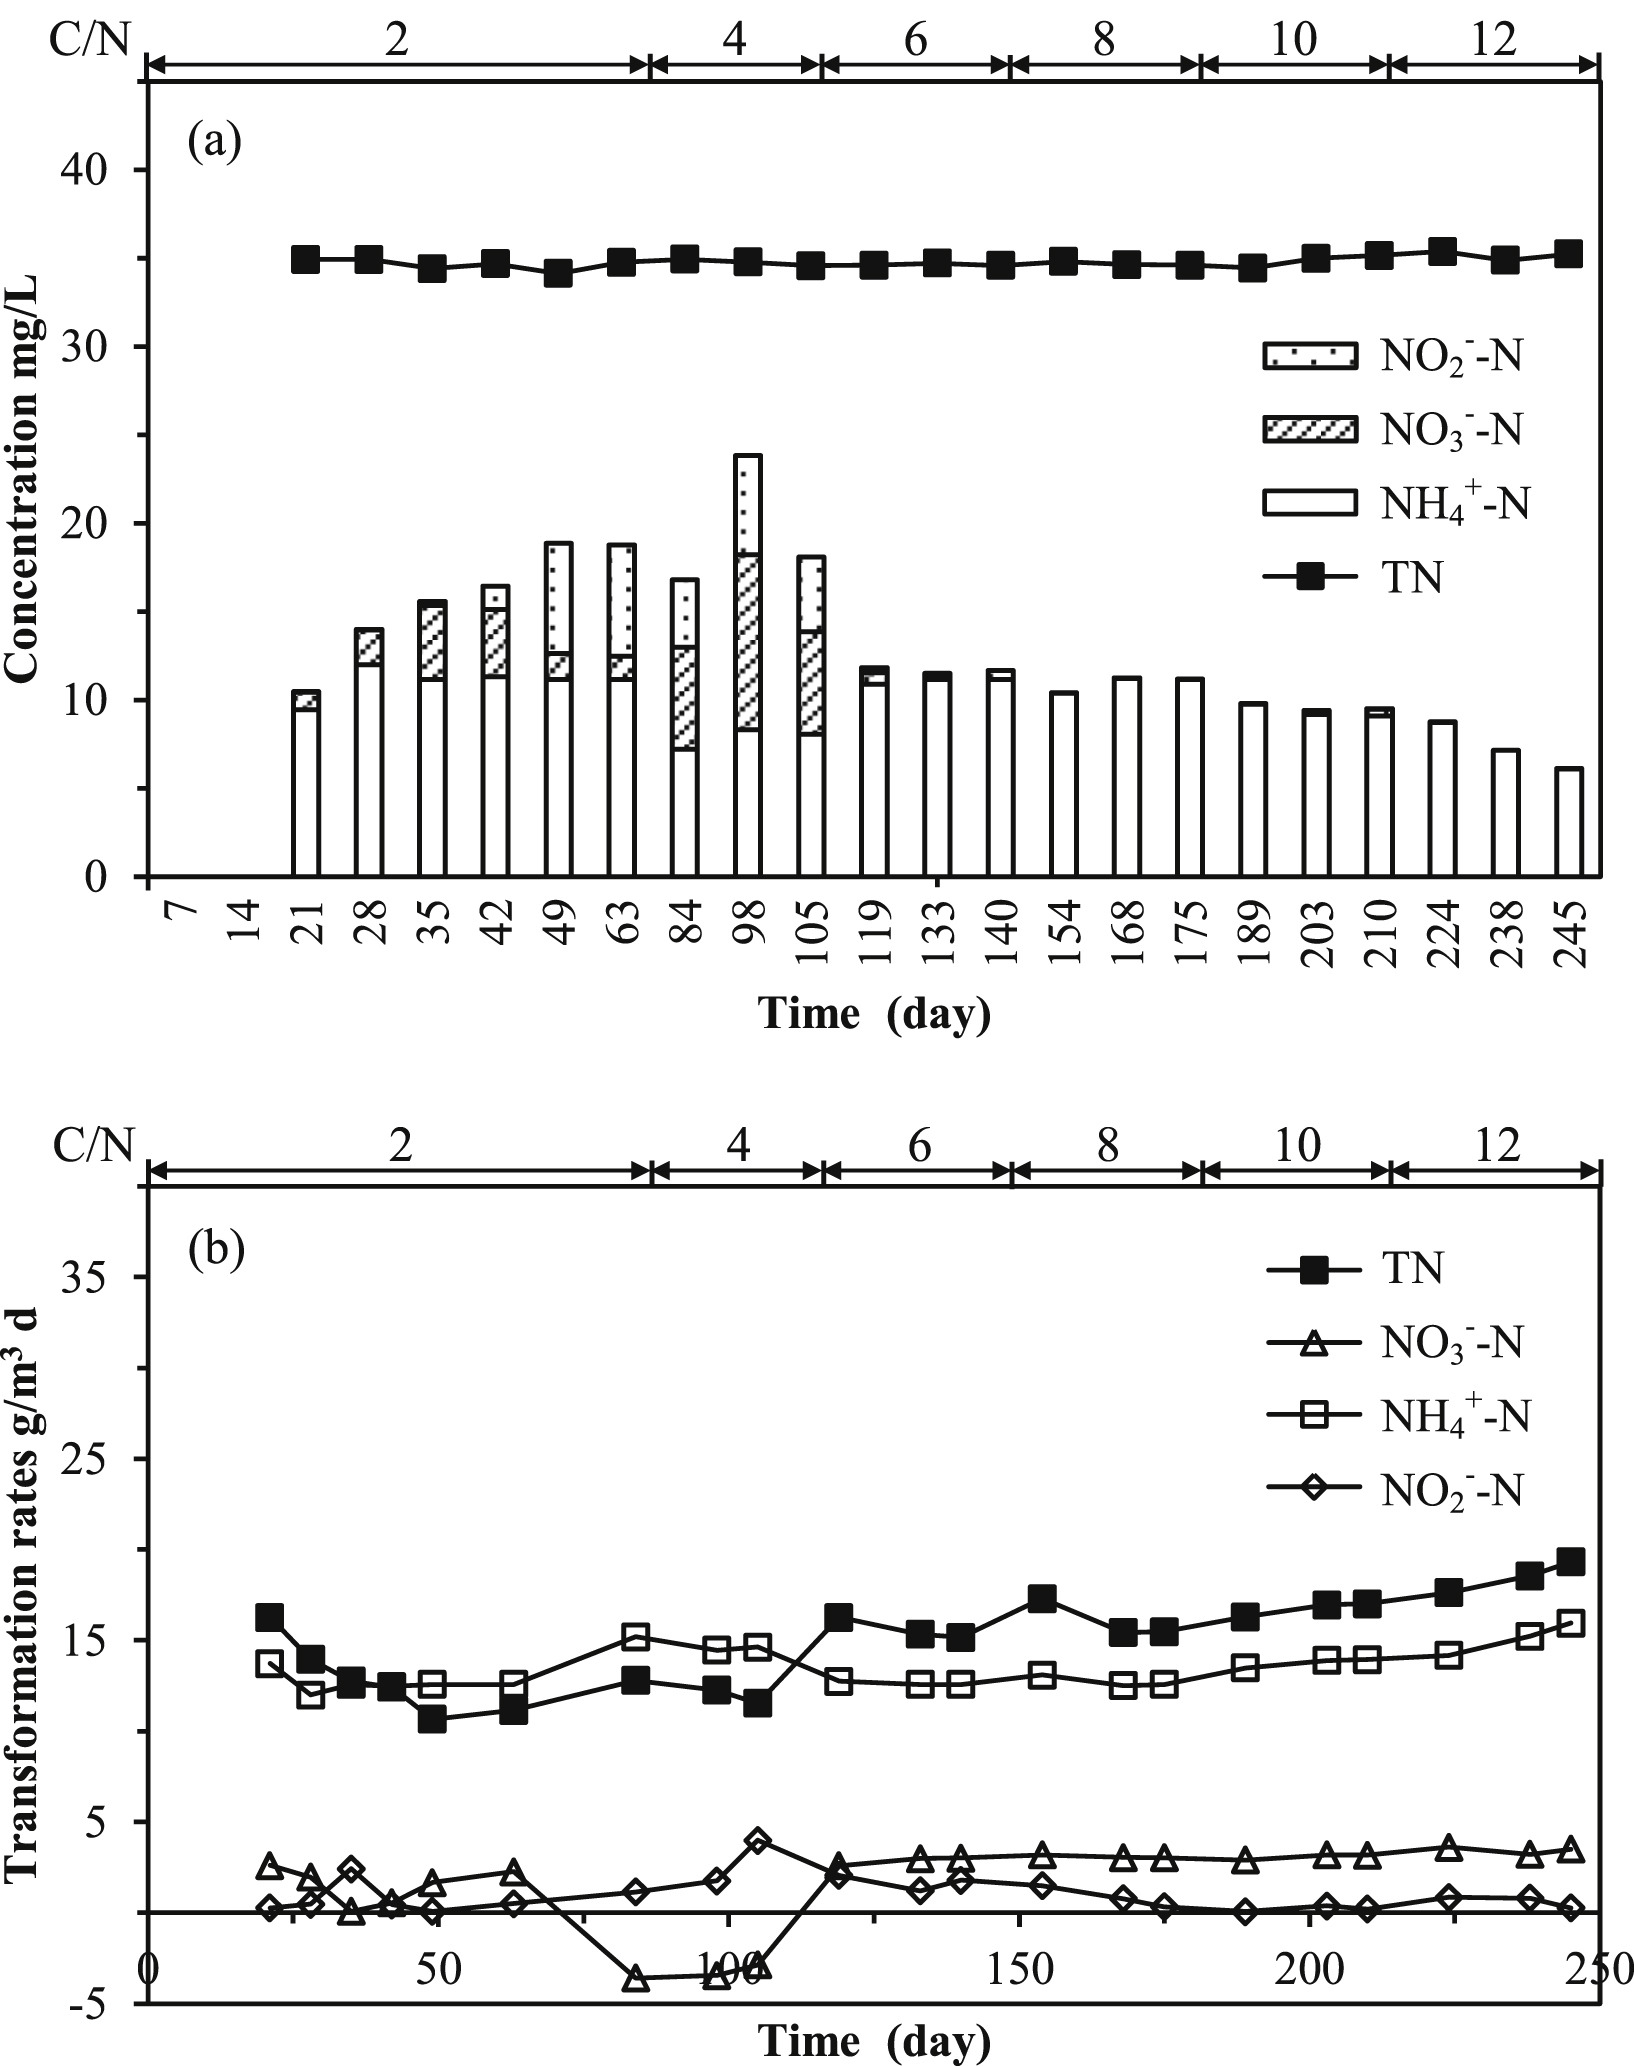 C/N 2 4 6 8 10 12
(a)
40
30
20
10
0
Concentration mg/L
NO₂⁻-N
NO₃⁻-N
NH₄⁺-N
TN
7 14 21 28 35 42 49 63 84 98 105 119 133 140 154 168 175 189 203 210 224 238 245
Time (day)
C/N 2 4 6 8 10 12
(b)
35
25
15
5
-5
Transformation rates g/m³ d
TN
NO₃⁻-N
NH₄⁺-N
NO₂⁻-N
0 50 100 150 200 250
Time (day)